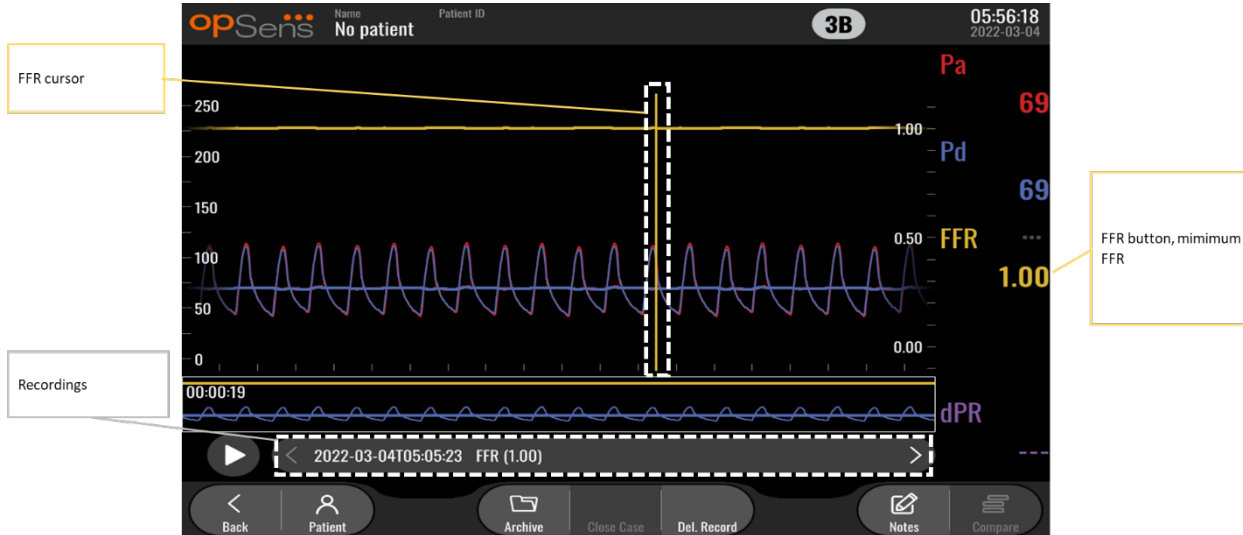 opSens
Name
No patient
Patient ID
3B
05:56:18
2022-03-04
FFR cursor
250
200
150
100
50
0
1.00
0.50
0.00
Pa
69
Pd
69
FFR
---
1.00
FFR button, mimimum
FFR
Recordings
00:00:19
dPR
---
2022-03-04T05:05:23 FFR (1.00)
Back
Patient
Archive
Close Case
Del. Record
Notes
Compare